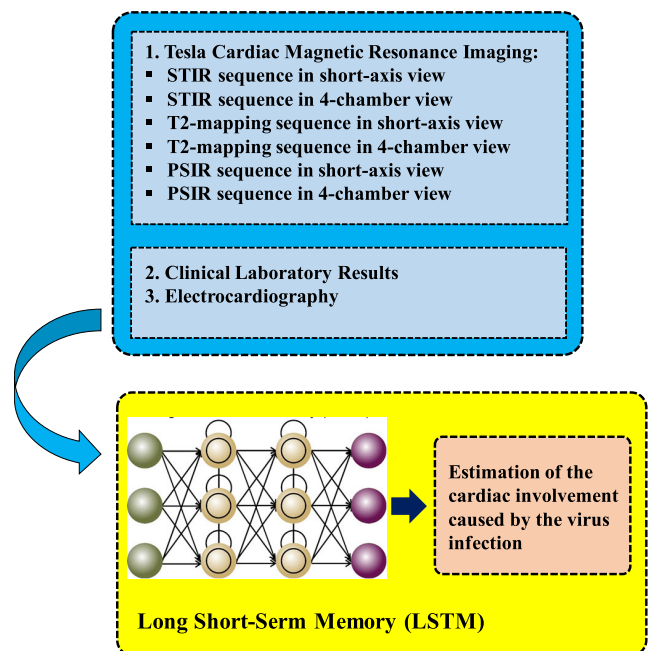 1. Tesla Cardiac Magnetic Resonance Imaging:
▪ STIR sequence in short-axis view
▪ STIR sequence in 4-chamber view
▪ T2-mapping sequence in short-axis view
▪ T2-mapping sequence in 4-chamber view
▪ PSIR sequence in short-axis view
▪ PSIR sequence in 4-chamber view
2. Clinical Laboratory Results
3. Electrocardiography
Estimation of the
cardiac involvement
caused by the virus
infection
Long Short-Serm Memory (LSTM)